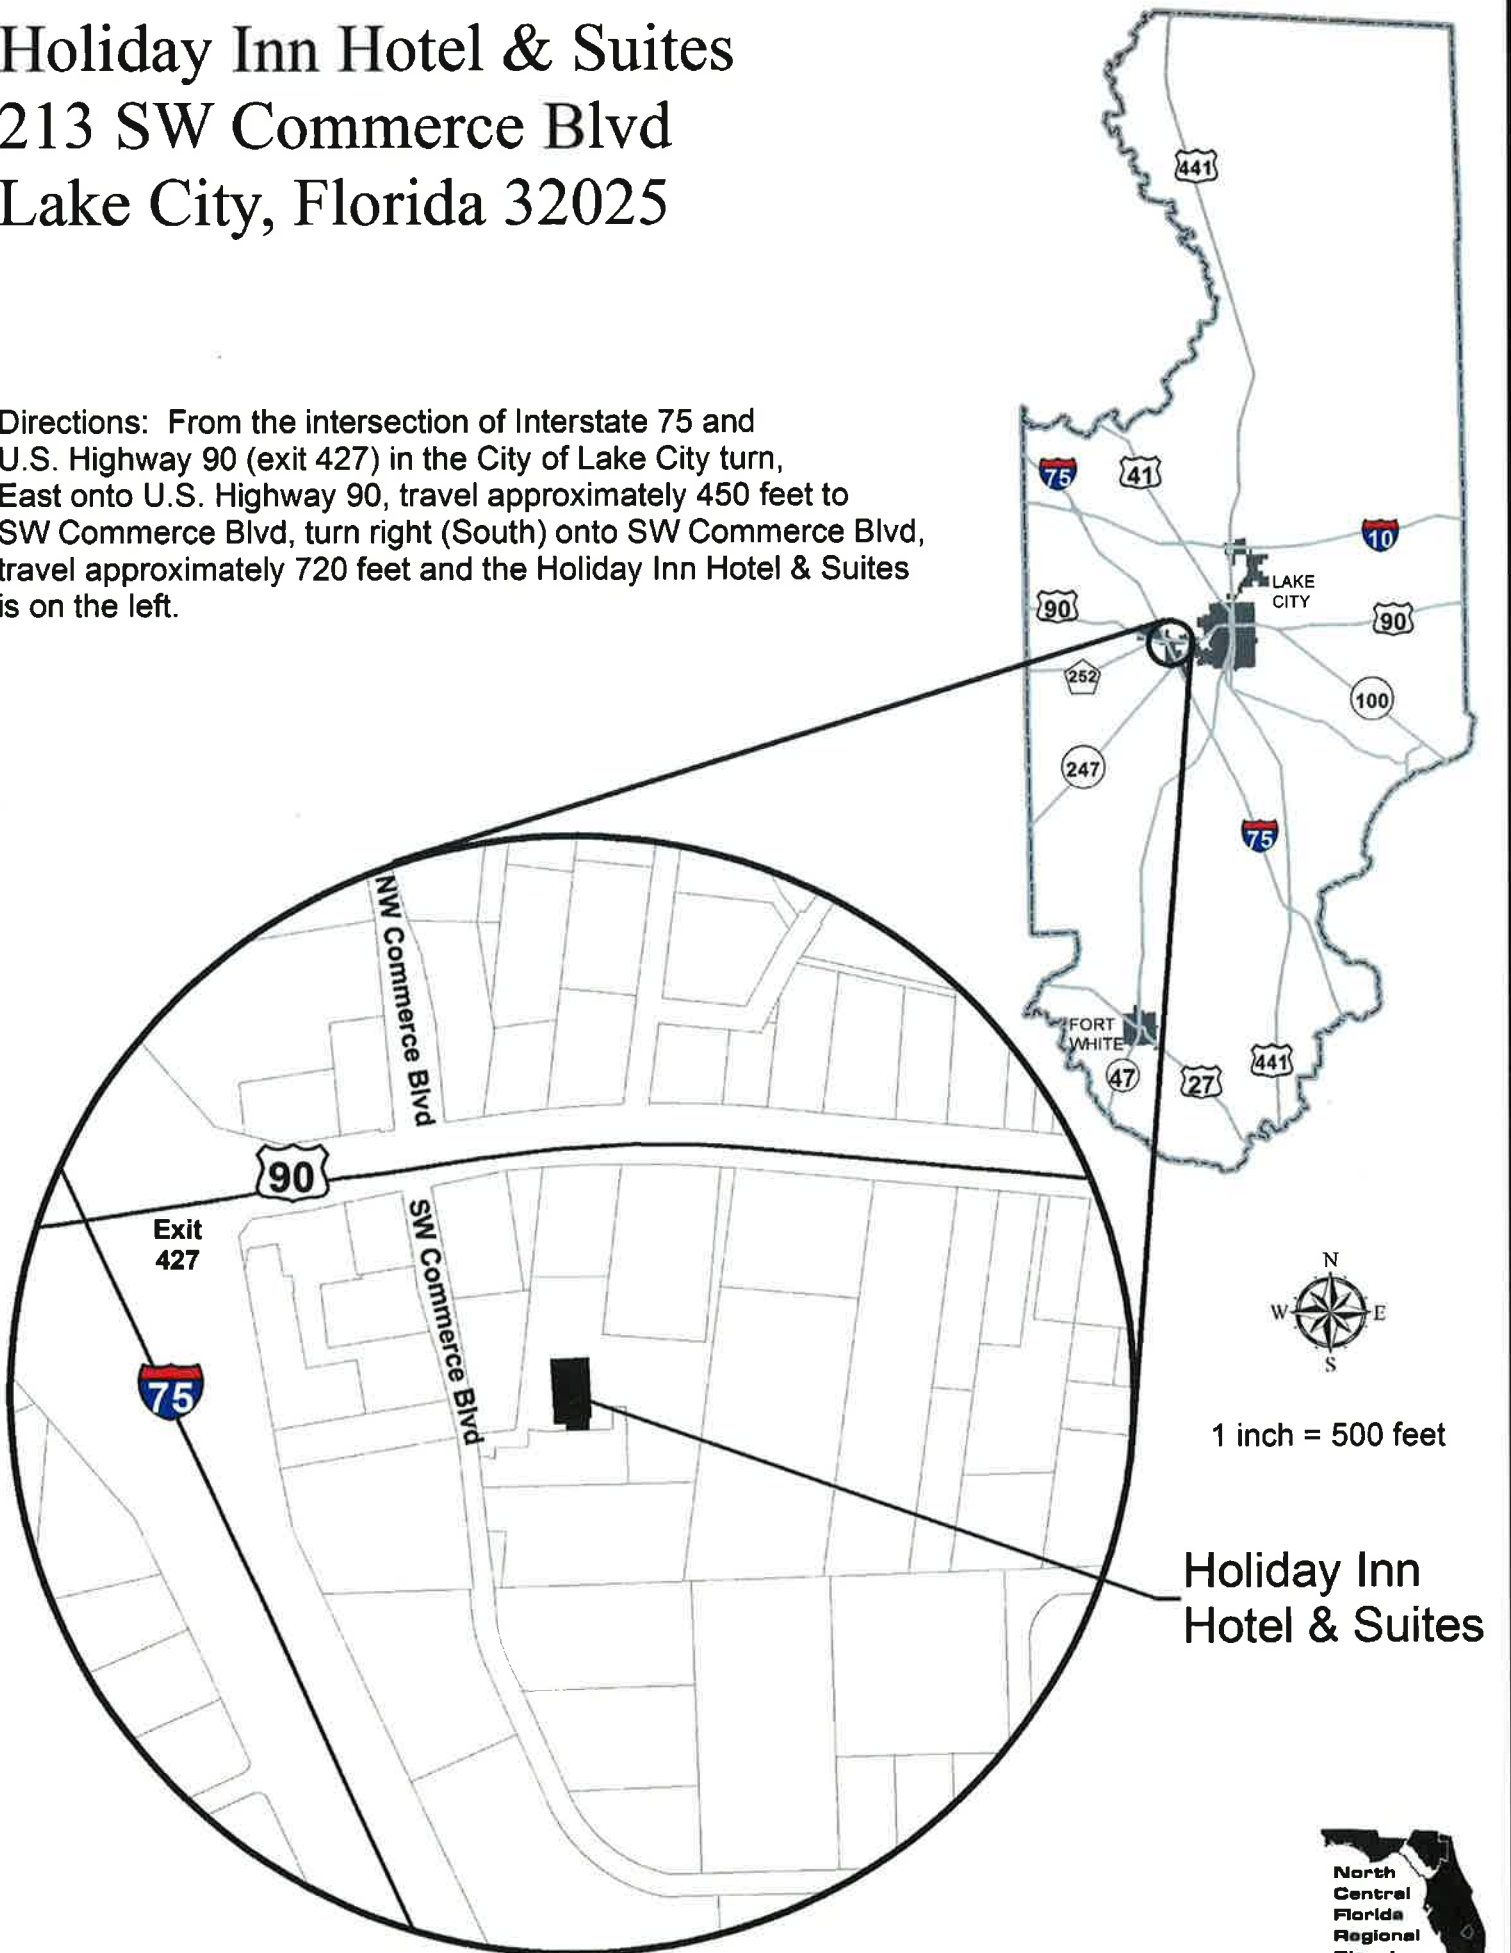 Holiday Inn Hotel & Suites
213 SW Commerce Blvd
Lake City, Florida 32025
Directions: From the intersection of Interstate 75 and
U.S. Highway 90 (exit 427) in the City of Lake City turn,
East onto U.S. Highway 90, travel approximately 450 feet to
SW Commerce Blvd, turn right (South) onto SW Commerce Blvd,
travel approximately 720 feet and the Holiday Inn Hotel & Suites
is on the left.
441
75
41
10
LAKE
CITY
90
90
252
100
247
75
FORT
WHITE
47
27
441
NW Commerce Blvd
90
Exit
427
SW Commerce Blvd
75
N
W
E
S
1 inch = 500 feet
Holiday Inn
Hotel & Suites
North
Central
Florida
Regional